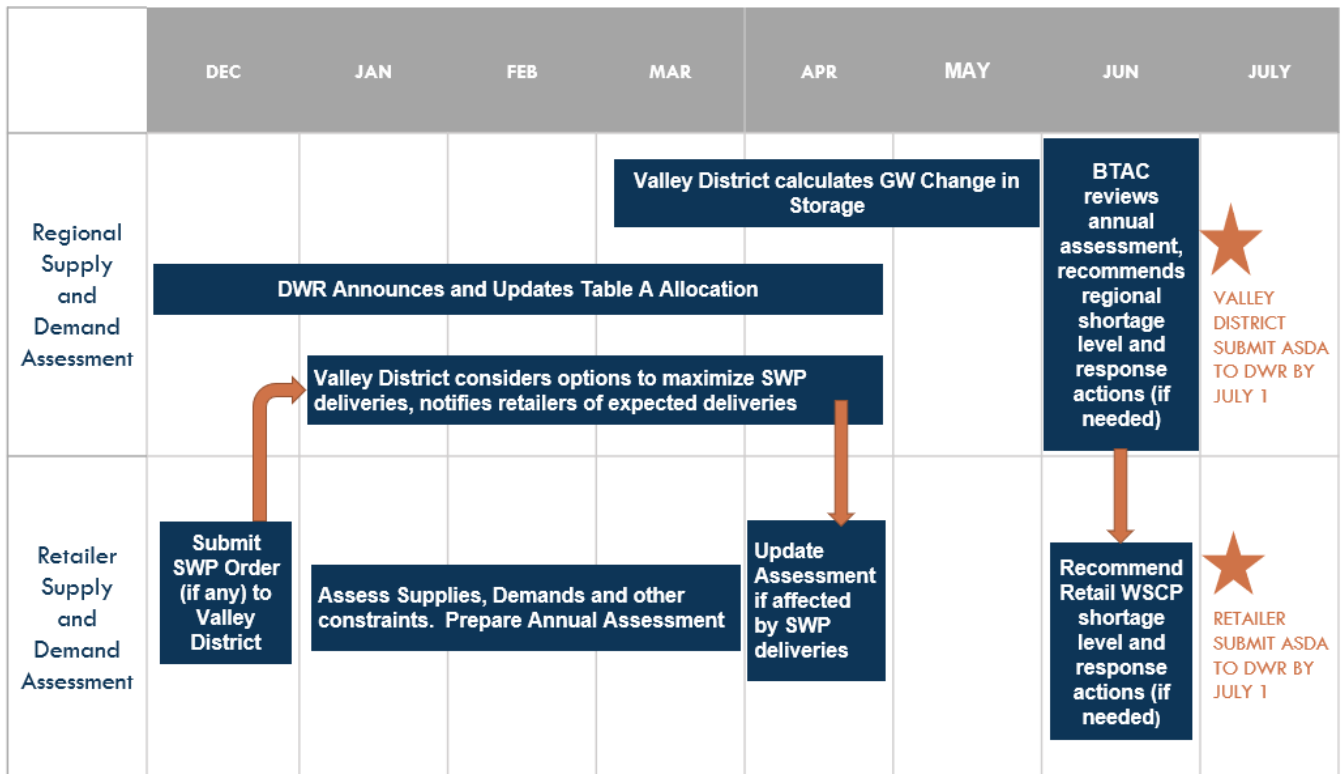 DEC
JAN
FEB
MAR
APR
MAY
JUN
JULY
Regional
Supply
and
Demand
Assessment
Valley District calculates GW Change in
Storage
DWR Announces and Updates Table A Allocation
Valley District considers options to maximize SWP
deliveries, notifies retailers of expected deliveries
BTAC
reviews
annual
assessment,
recommends
regional
shortage
level and
response
actions (if
needed)
VALLEY
DISTRICT
SUBMIT ASDA
TO DWR BY
JULY 1
Retailer
Supply
and
Demand
Assessment
Submit
SWP Order
(if any) to
Valley
District
Assess Supplies, Demands and other
constraints.  Prepare Annual Assessment
Update
Assessment
if affected
by SWP
deliveries
Recommend
Retail WSCP
shortage
level and
response
actions (if
needed)
RETAILER
SUBMIT ASDA
TO DWR BY
JULY 1